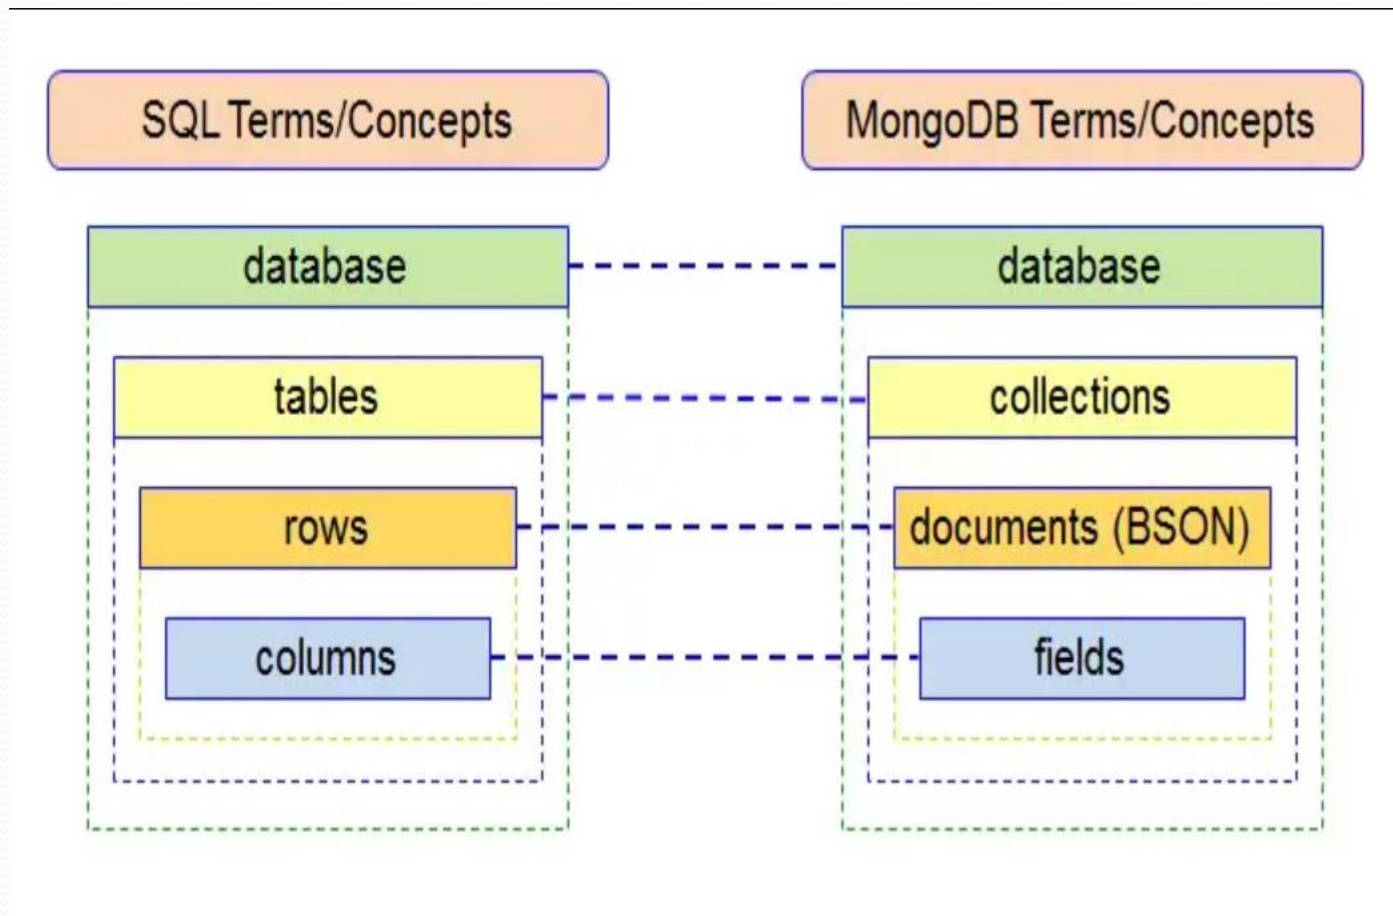 SQL Terms/Concepts
MongoDB Terms/Concepts
database
database
tables
collections
rows
documents (BSON)
columns
fields